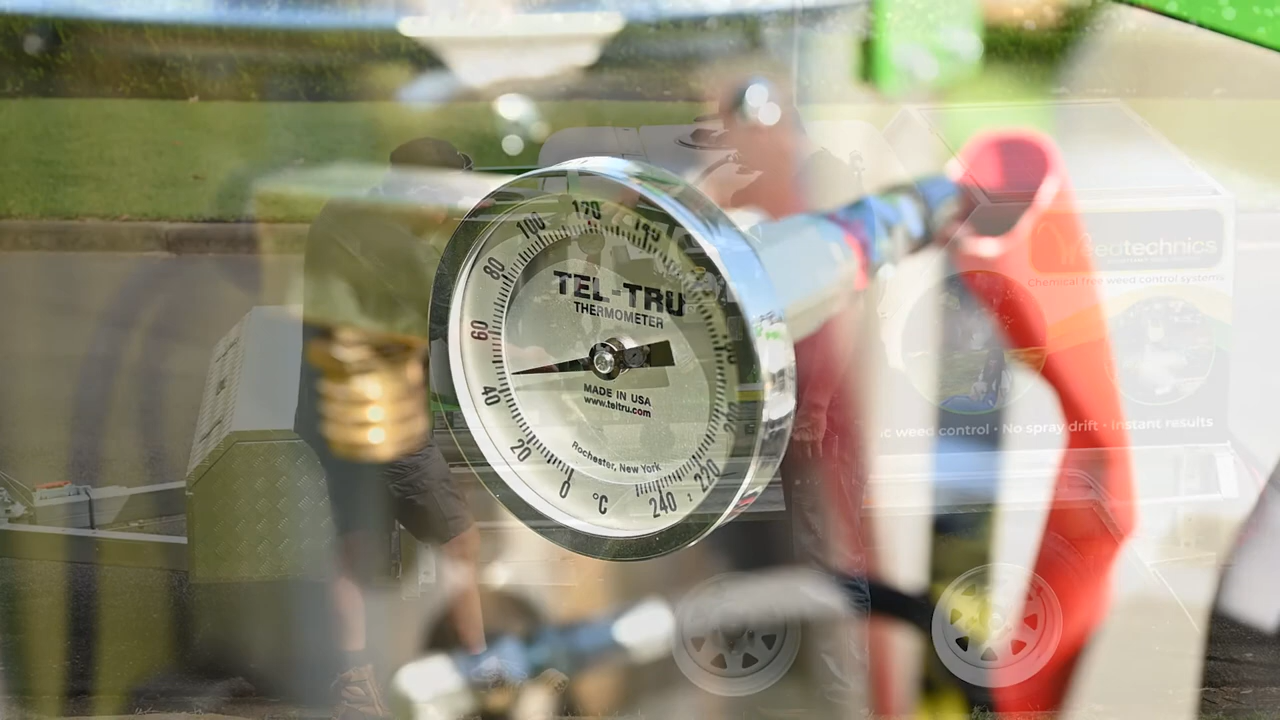 120
100
80
60
40
20
0
°C
240
220
TEL-TRU
THERMOMETER
MADE IN USA
www.teltru.com
Rochester, New York
eotechnics
Chemical free weed control systems
ic weed control • No spray drift • Instant results